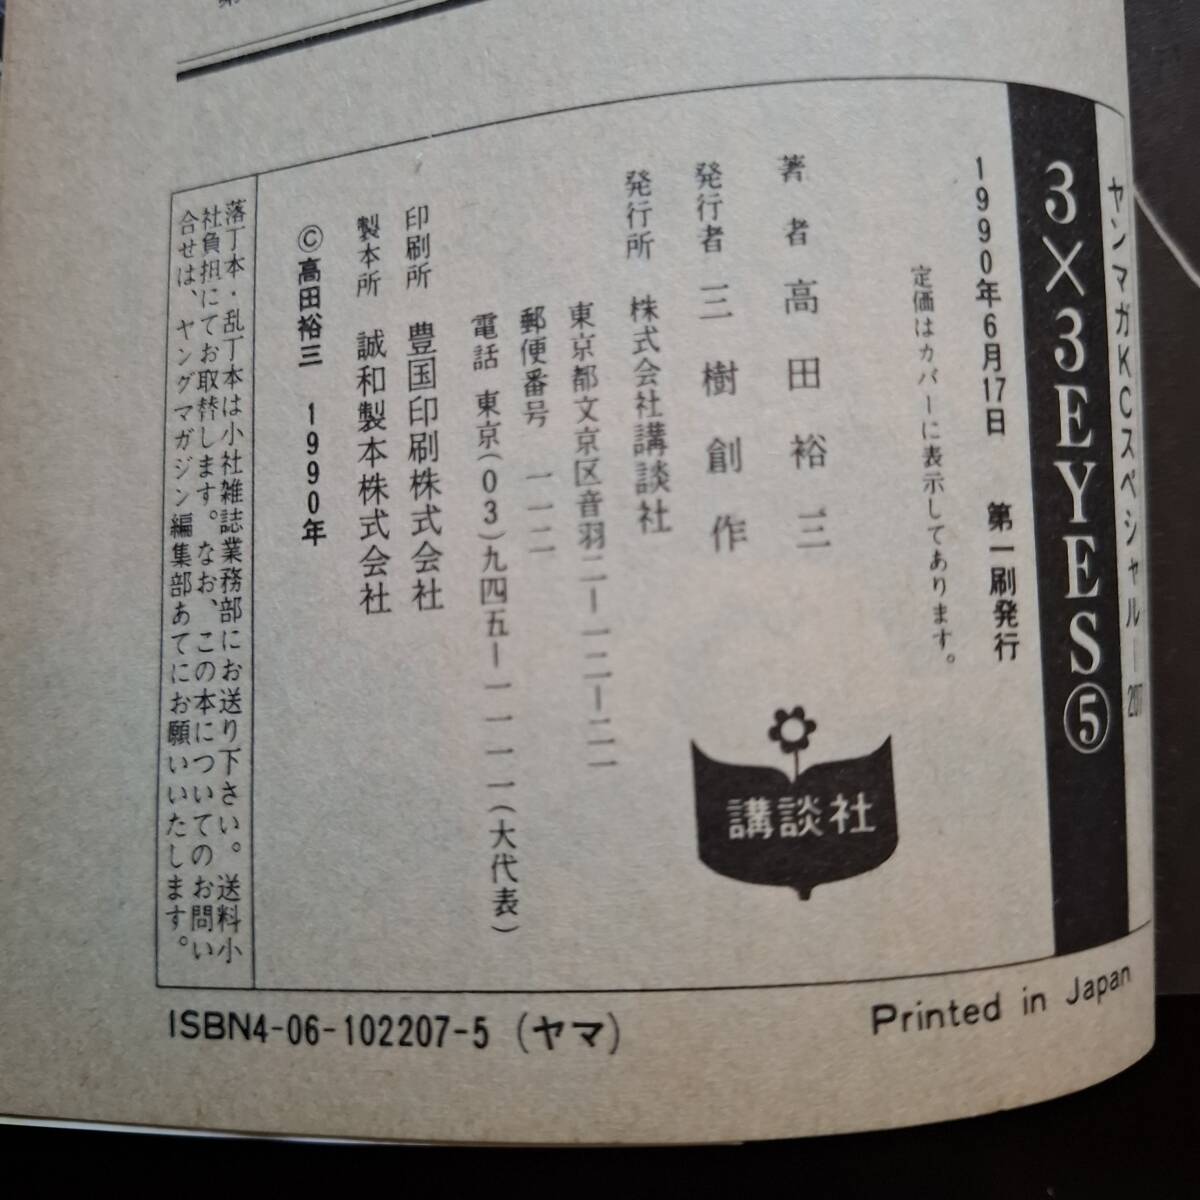 ヤンマガKCスペシャル—207
3×3EYES⑤
1990年6月17日 第一刷発行
定価はカバーに表示してあります。
著者 高田裕三
発行者 三樹創作
発行所 株式会社講談社
東京都文京区音羽二—一二—二一
郵便番号 一一二
電話 東京(03)九四五—一一一一(大代表)
印刷所 豊国印刷株式会社
製本所 誠和製本株式会社
©高田裕三 1990年
落丁本・乱丁本は小社雑誌業務部にお送り下さい。送料小
社負担にてお取替します。なお、この本についてのお問い
合せは、ヤングマガジン編集部あてにお願いいたします。
講談社
ISBN4-06-102207-5 (ヤマ)
Printed in Japan